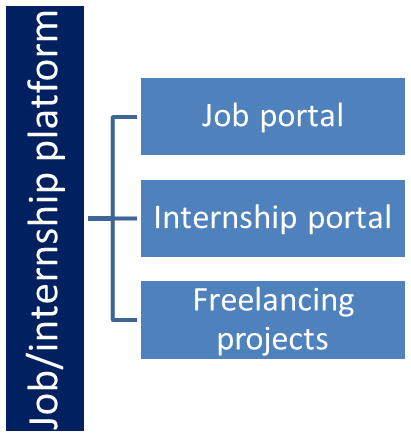 Job/internship platform
Job portal
Internship portal
Freelancing
projects